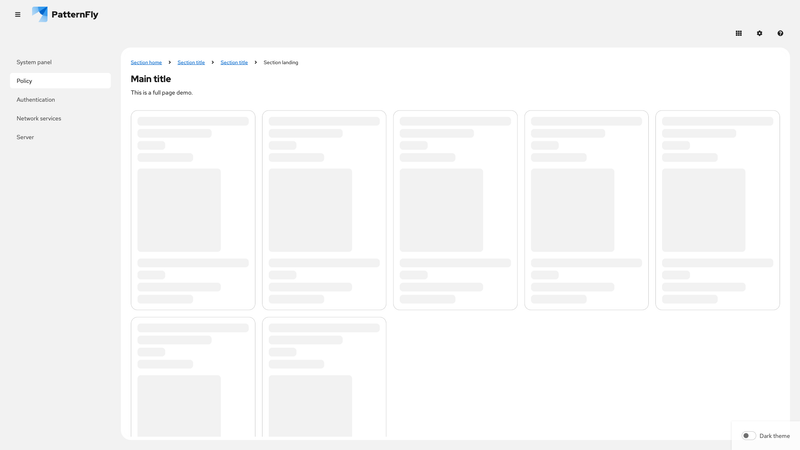 PatternFly
System panel
Policy
Authentication
Network services
Server
Section home Section title Section title Section landing
Main title
This is a full page demo.
Dark theme